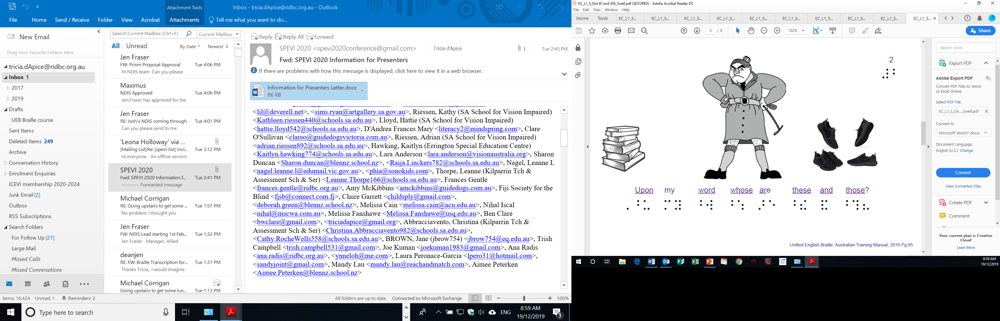 Attachment Tools
Inbox - tricia.dApice@ridbc.org.au - Outlook
File Home Send / Receive Folder View Acrobat Attachments Tell me what you want to do...
New Email
Drag Your Favorite Folders Here
tricia.dApice@ridbc.org.au
Inbox 1
2017
2019
Drafts
UEB Braille course
Sent Items
Deleted Items 249
Archive
Conversation History
Enrolment Enquiries
ICEVI membership 2020-2024
Junk Email [2]
Outbox
RSS Subscriptions
Search Folders
For Follow Up [21]
Large Mail
Missed Calls
Missed Conversations
Items: 16,424 Unread: 1 Reminders: 2
Search Current Mailbox (Ctrl+E) Current Mailbox
All Unread By Date Newest
Jen Fraser
FW: Prism Proposal Approval Tue 4:06 PM
Hi NDIS team Can you please
Maximus
NDIS Approved Tue 4:06 PM
Jen.Fraser has approved for the
Jen Fraser
RE: Josh's NDIS coming through Tue 4:01 PM
Can you please send to me
'Leona Holloway' via ...
[Mailing List]Re: [spevi-list] invi... Tue 3:12 PM
Hi everyone, An offline version
SPEVI 2020
Fwd: SPEVI 2020 Information f... Tue 2:41 PM
---------- Forwarded message
Michael Corrigan
RE: Going upstairs to get some ... Tue 1:57 PM
No problem, I thought you
Jen Fraser
FW: NDIS Lead starting 1st Feb... Tue 1:32 PM
Jen Fraser Manager, Allied
deanjen
RE: FW: Braille Transcription for... Tue 1:31 PM
Thanks Tricia, I would imagine
Michael Corrigan
Going upstairs to get some lun... Tue 1:13 PM
Reply Reply All Forward
SPEVI 2020 <spevi2020conference@gmail.com> Tricia d'Apice 1 Tue 2:40 PM
Fwd: SPEVI 2020 Information for Presenters
If there are problems with how this message is displayed, click here to view it in a web browser.
Information for Presenters Letter.docx
86 KB
<lil@deverell.net>, <sims.ryan@artgallery.sa.gov.au>, Riessen, Kathy (SA School for Vision Impaired)
<Kathleen.riessen440@schools.sa.edu.au>, Lloyd, Hattie (SA School for Vision Impaired)
<hattie.lloyd542@schools.sa.edu.au>, D'Andrea Frances Mary <literacy2@mindspring.com>, Clare
O'Sullivan <clareo@guidedogsvictoria.com.au>, Riessen, Adrian (SA School for Vision Impaired)
<adrian.riessen892@schools.sa.edu.au>, Hawking, Kaitlyn (Errington Special Education Centre)
<Kaitlyn.hawking774@schools.sa.edu.au>, Lara Anderson <lara.anderson@visionaustralia.org>, Sharon
Duncan <Sharon.duncan@blennz.school.nz>, <Raija.Linckers782@schools.sa.edu.au>, Nagel, Leanne L
<nagel.leanne.l@edumail.vic.gov.au>, <phia@sonokids.com>, Thorpe, Leanne (Kilparrin Tch &
Assessment Sch & Ser) <Leanne.Thorpe166@schools.sa.edu.au>, Frances Gentle
<frances.gentle@ridbc.org.au>, Amy McKibbins <amckibbins@guidedogs.com.au>, Fiji Society for the
Blind <fjsb@connect.com.fj>, Claire Garrett <childsply@gmail.com>,
<deborah.green@blennz.school.nz>, Melissa Cain <melissa.cain@acu.edu.au>, Nihal Iscal
<nihal@mscwa.com.au>, Melissa Fanshawe <Melissa.Fanshawe@usq.edu.au>, Ben Clare
<bwclare@gmail.com>, <triciadapice@gmail.org>, Abbracciavento, Christina (Kilparrin Tch &
Assessment Sch & Ser) <Christina.Abbracciavento982@schools.sa.edu.au>,
<Cathy.RocheWells558@schools.sa.edu.au>, BROWN, Jane (jbrow754) <jbrow754@eq.edu.au>, Trish
Campbell <trish.campbell531@gmail.com>, Joe Kuman <joekuman1983@gmail.com>, Ana Radis
<ana.radis@ridbc.org.au>, <ynneloh@me.com>, Laura Peronace-Garcia <lpero31@hotmail.com>,
<sandyjoint@gmail.com>, Mandy Lau <mandy.lau@reachandmatch.com>, Aimee Peterken
<Aimee.Peterken@blennz.school.nz>
All folders are up to date. Connected to: Microsoft Exchange 100%
Type here to search
ENG
8:59 AM
19/12/2019
3
EC_L1_S_Dot 45 and 456_Swell.pdf (SECURED) - Adobe Acrobat Reader DC
File Edit View Window Help
Home Tools EC_L1_S... EC_L1_S... EC_L1_S... EC_L1_S... EC_L1_S... EC_L1_S... EC_L1_S... EC_L1_S... EC_L1_S... EC_L1_S...
2 / 4 122% Share
2
⠼⠃
shutterstock
Upon my word whose are these and those?
Unified English Braille: Australian Training Manual, 2016 Pg 95.
Search tools
Export PDF
Adobe Export PDF
Convert PDF Files to Word
or Excel Online
Select PDF File
EC_L1_S_Do..._Swell.pdf
Convert to
Microsoft Word (*.docx)
Document Language:
English (U.S.) Change
Convert
View Converted Files
Create PDF
Comment
Your current plan is Creative
Cloud
Learn More
8:59 AM
19/12/2019